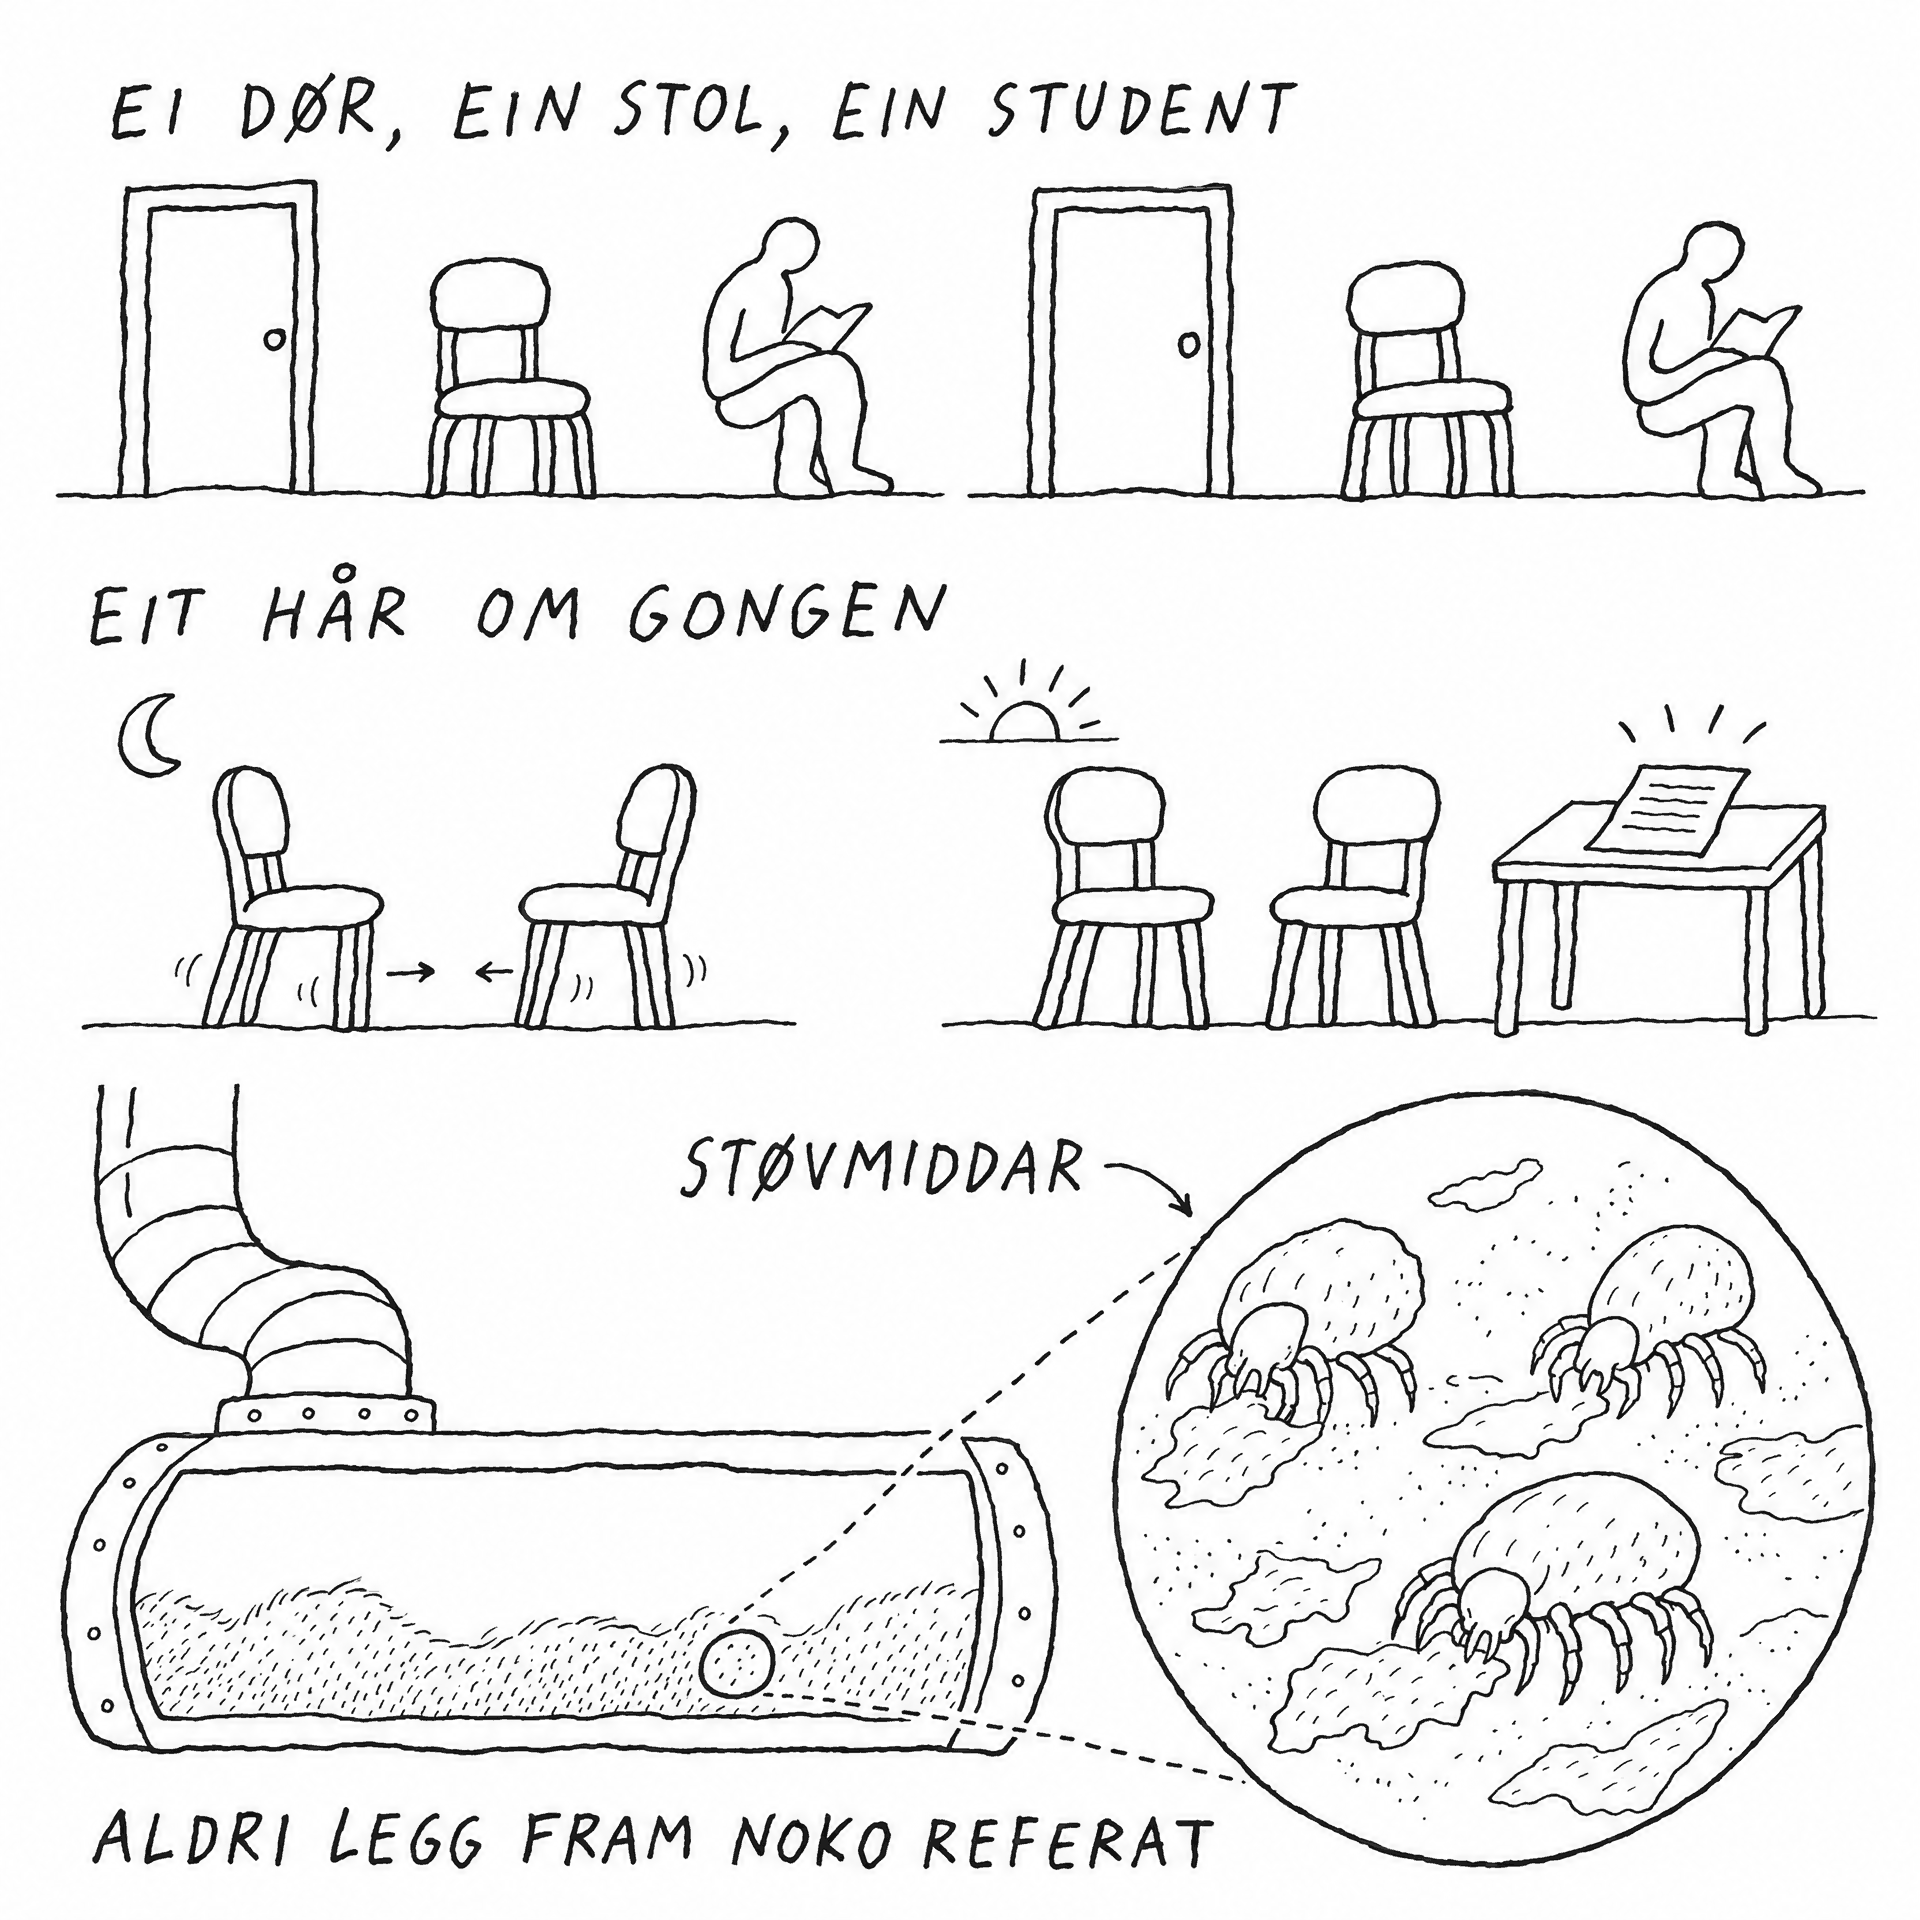 EI DØR, EIN STOL, EIN STUDENT
EIT HÅR OM GONGEN
STØVMIDDAR
ALDRI LEGG FRAM NOKO REFERAT